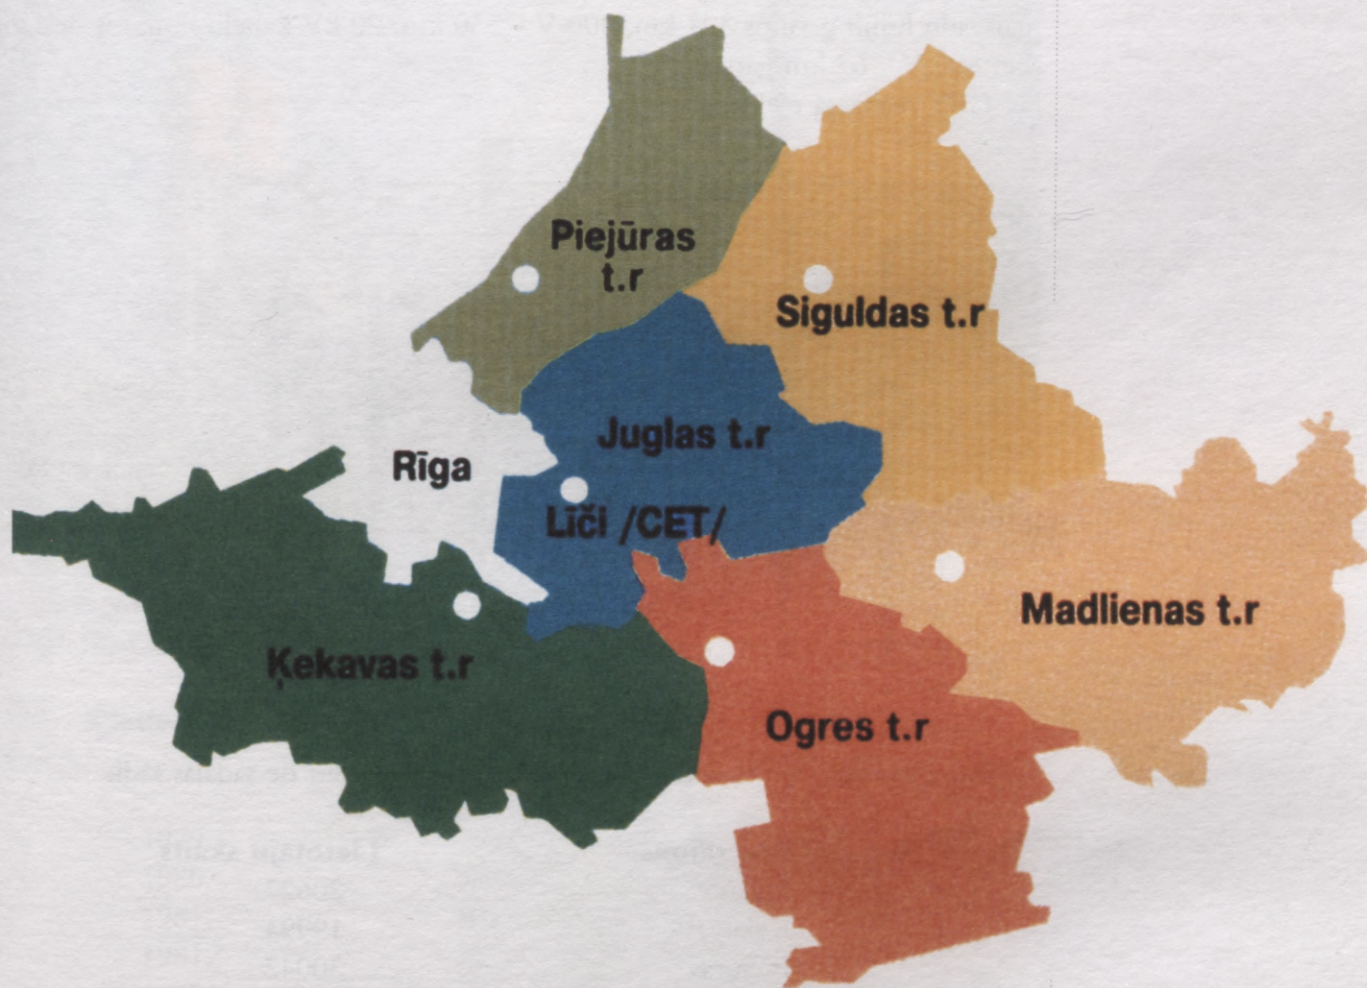 Piejūras
t.r
Siguldas t.r
Juglas t.r
Rīga
Līči /CET/
Madlienas t.r
Ķekavas t.r
Ogres t.r